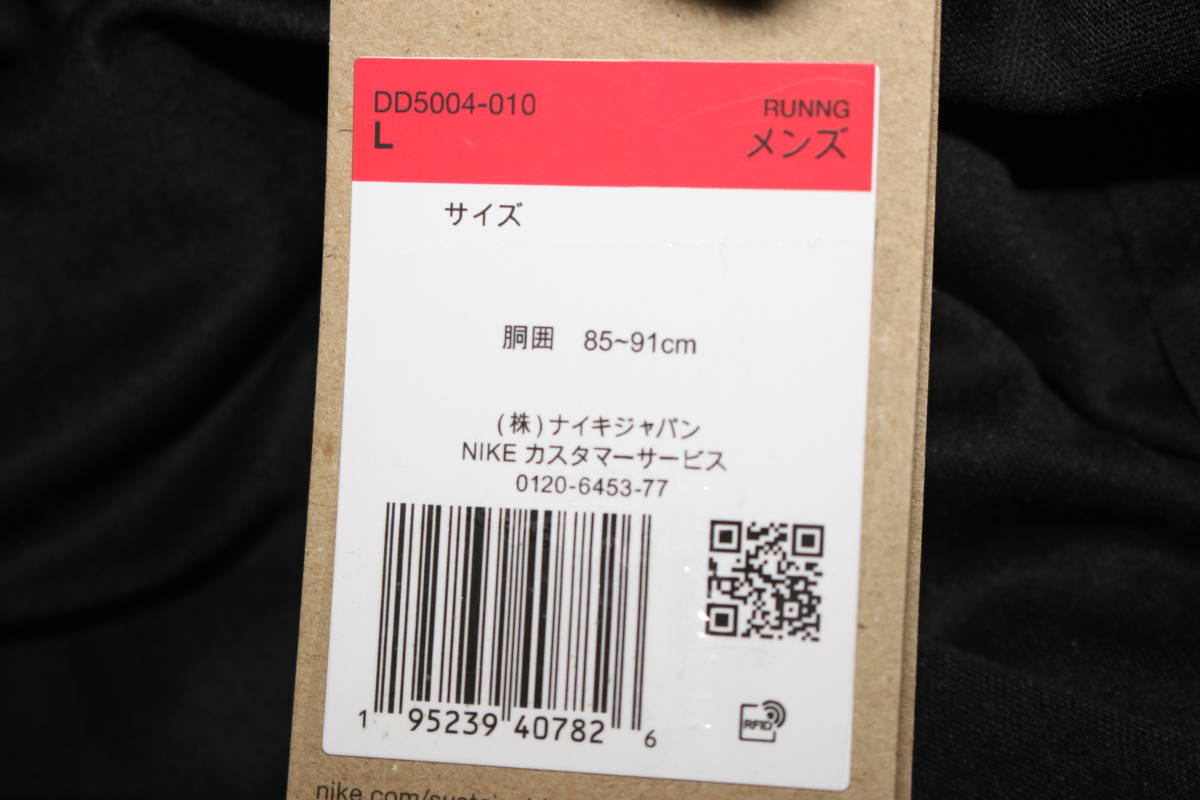 DD5004-010 RUNNG
L メンズ
サイズ
胴囲 85~91cm
(株)ナイキジャパン
NIKE カスタマーサービス
0120-6453-77
1 95239 40782 6
RFID